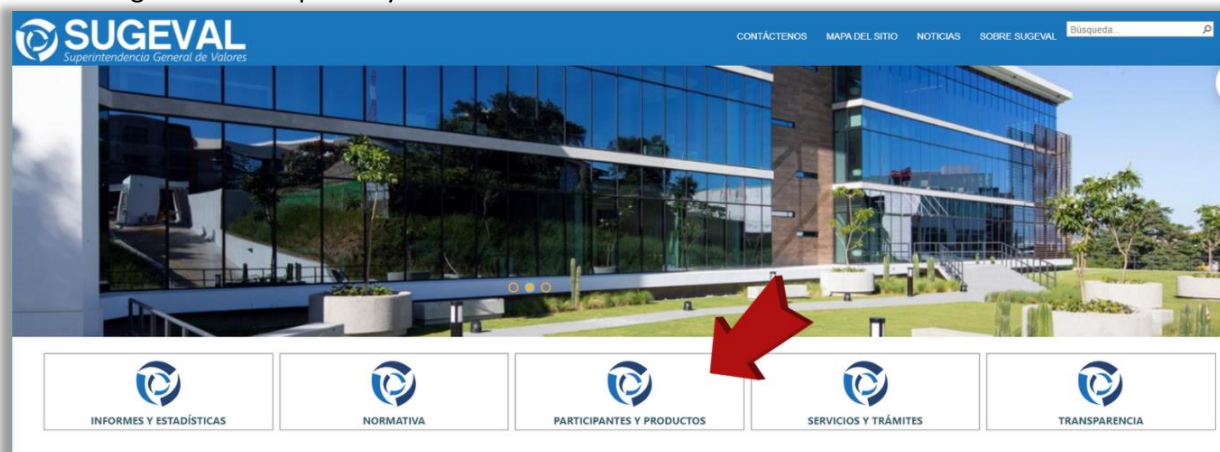 SUGEVAL
Superintendencia General de Valores
CONTÁCTENOS MAPA DEL SITIO NOTICIAS SOBRE SUGEVAL Búsqueda...
INFORMES Y ESTADÍSTICAS NORMATIVA PARTICIPANTES Y PRODUCTOS SERVICIOS Y TRÁMITES TRANSPARENCIA